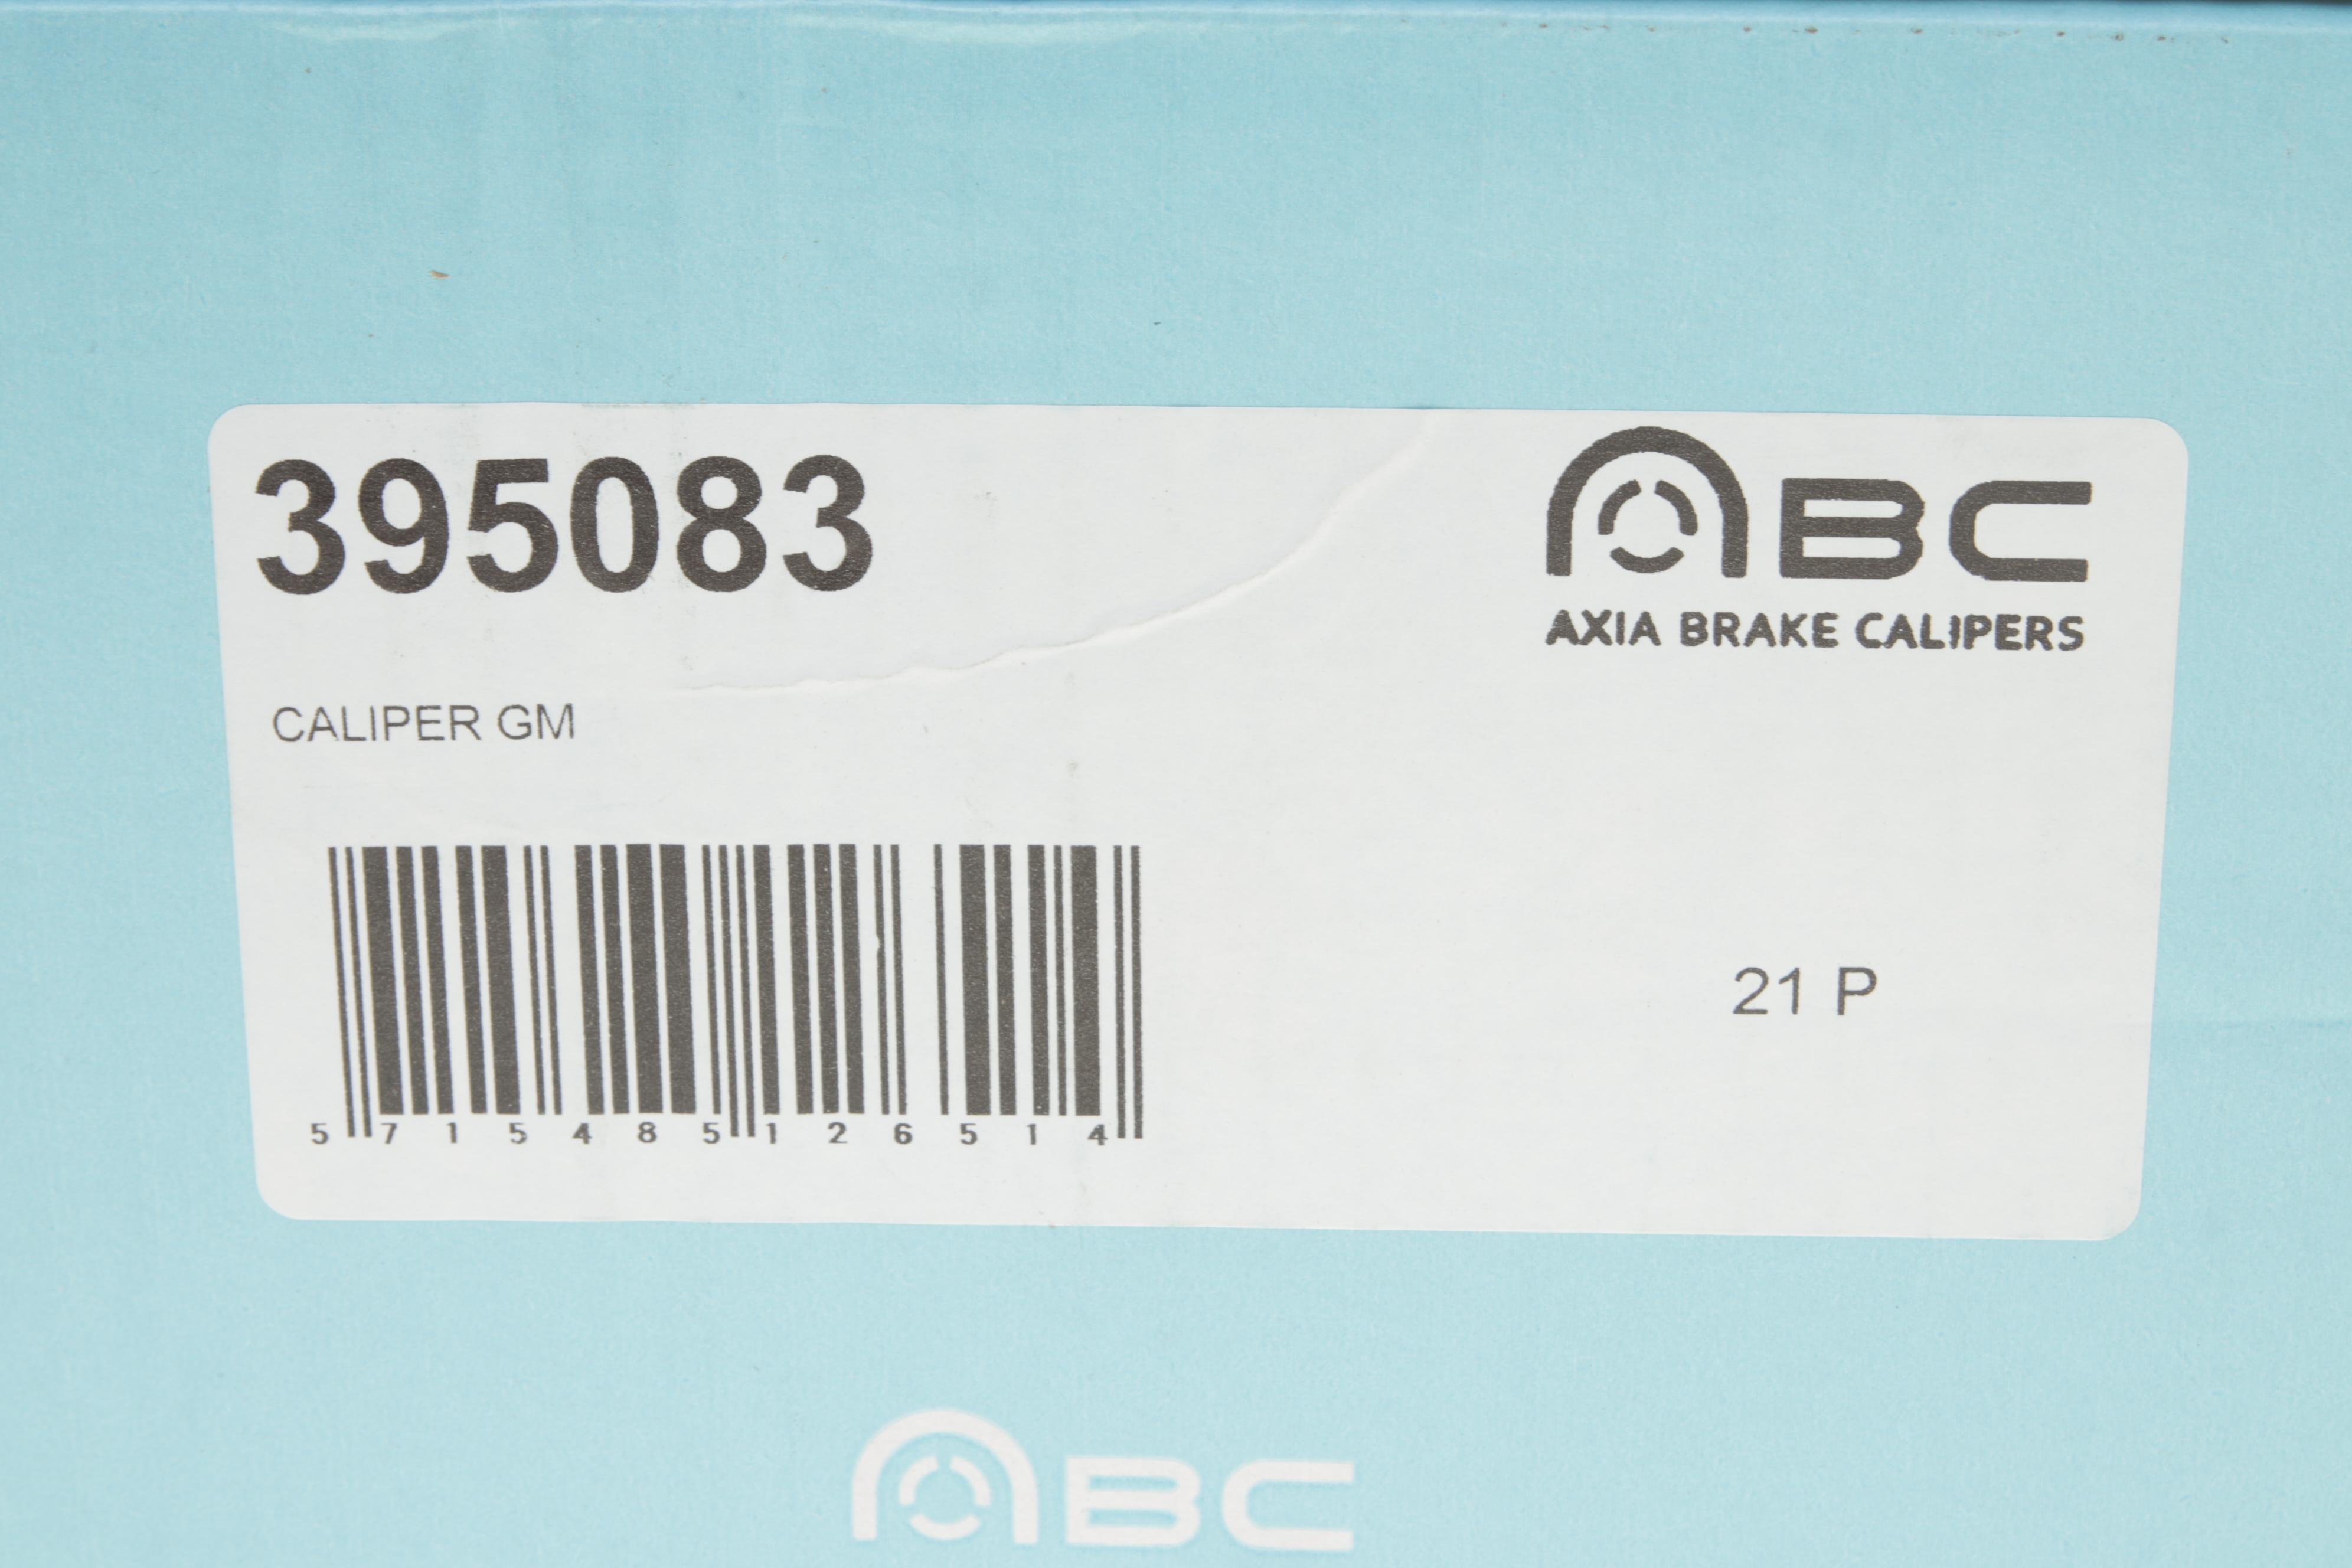 395083
ABC
AXIA BRAKE CALIPERS
CALIPER GM
21 P
5 715485 126514
ABC